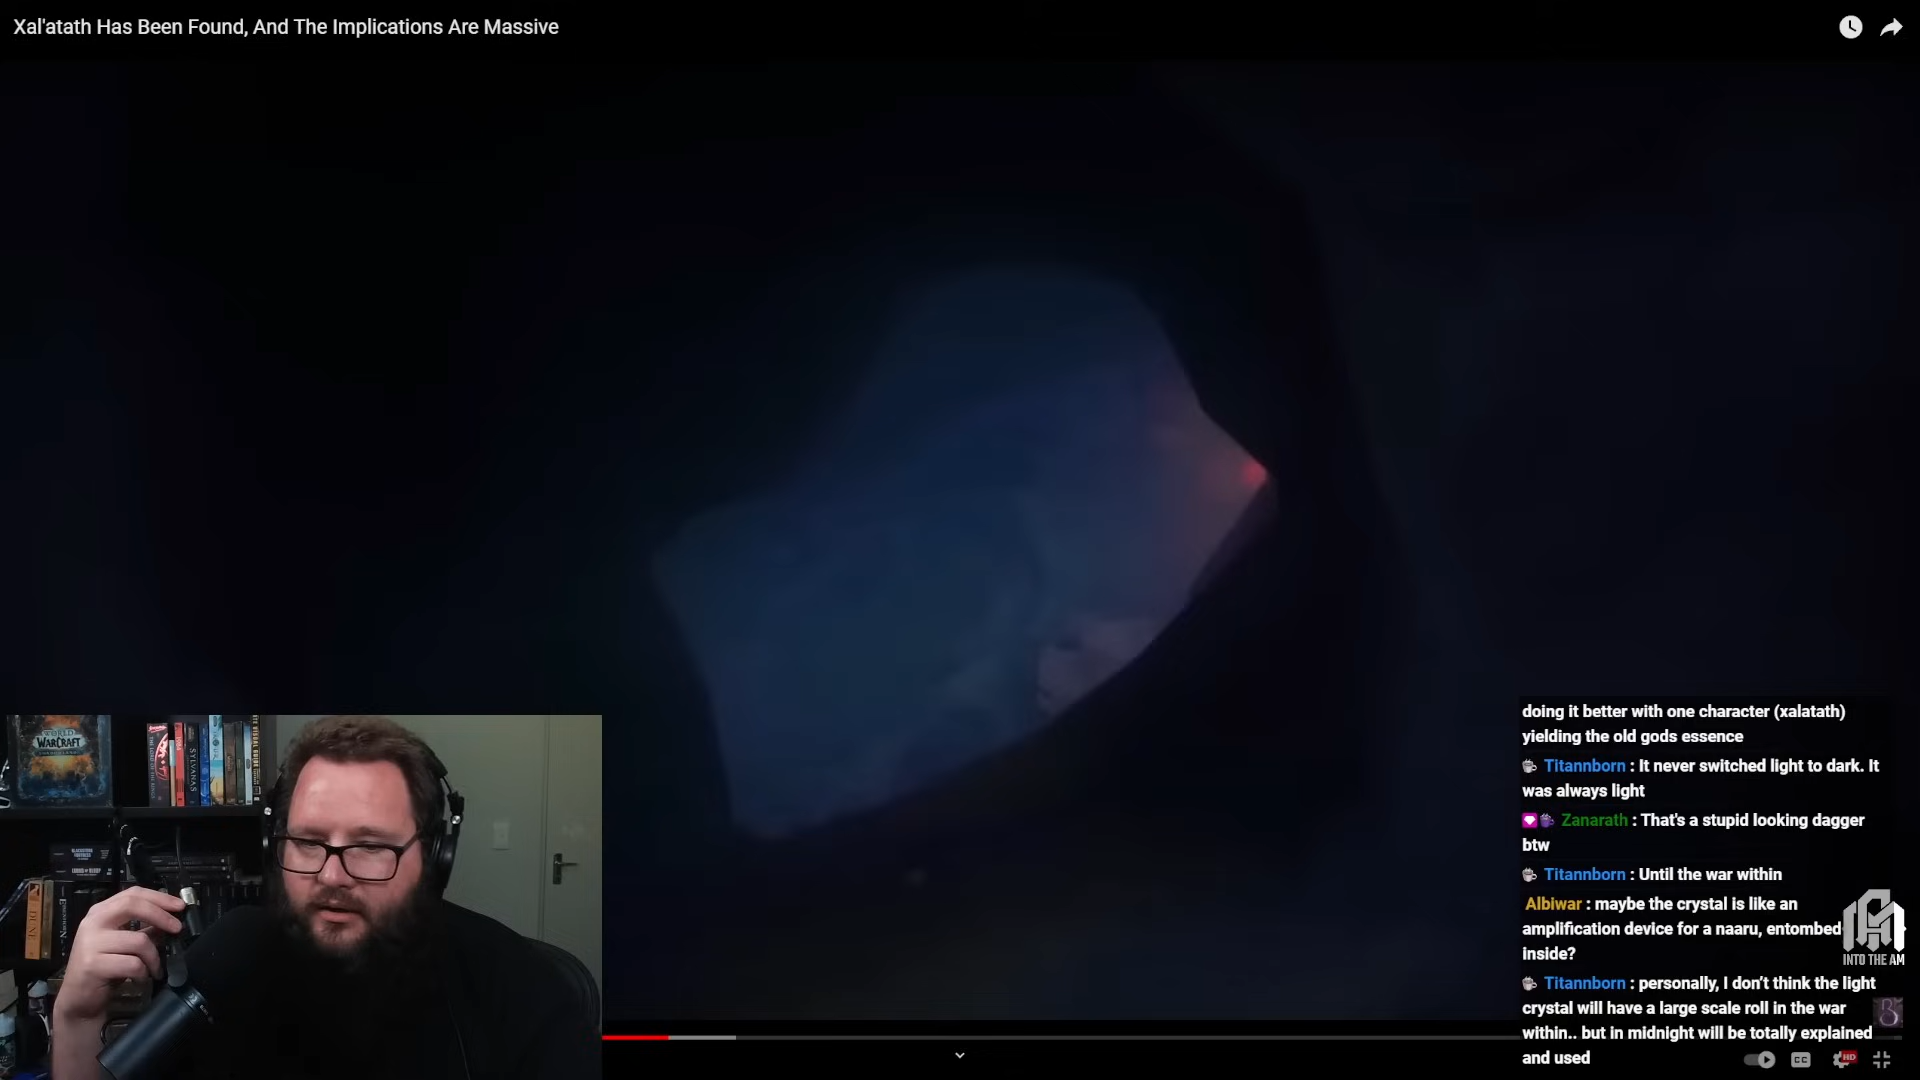 Xal'atath Has Been Found, And The Implications Are Massive
WORLD
WARCRAFT
SYLVANAS
DUNE
doing it better with one character (xalatath)
yielding the old gods essence
Titannborn : It never switched light to dark. It
was always light
Zanarath : That's a stupid looking dagger
btw
Titannborn : Until the war within
Albiwar : maybe the crystal is like an
amplification device for a naaru, entombed
inside?
Titannborn : personally, I don't think the light
crystal will have a large scale roll in the war
within.. but in midnight will be totally explained
and used
INTO THE AM
CC
HD